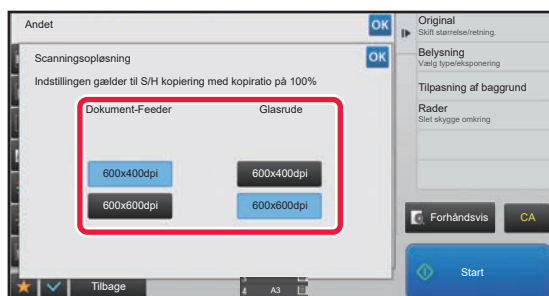 Andet
OK
Scanningsopløsning
OK
Indstillingen gælder til S/H kopiering med kopiratio på 100%
Dokument-Feeder
Glasrude
600x400dpi
600x400dpi
600x600dpi
600x600dpi
Tilbage
A3
4
Original
Skift størrelse/retning.
Belysning
Vælg type/eksponering
Tilpasning af baggrund
Rader
Slet skygge omkring
Forhåndsvis
CA
Start